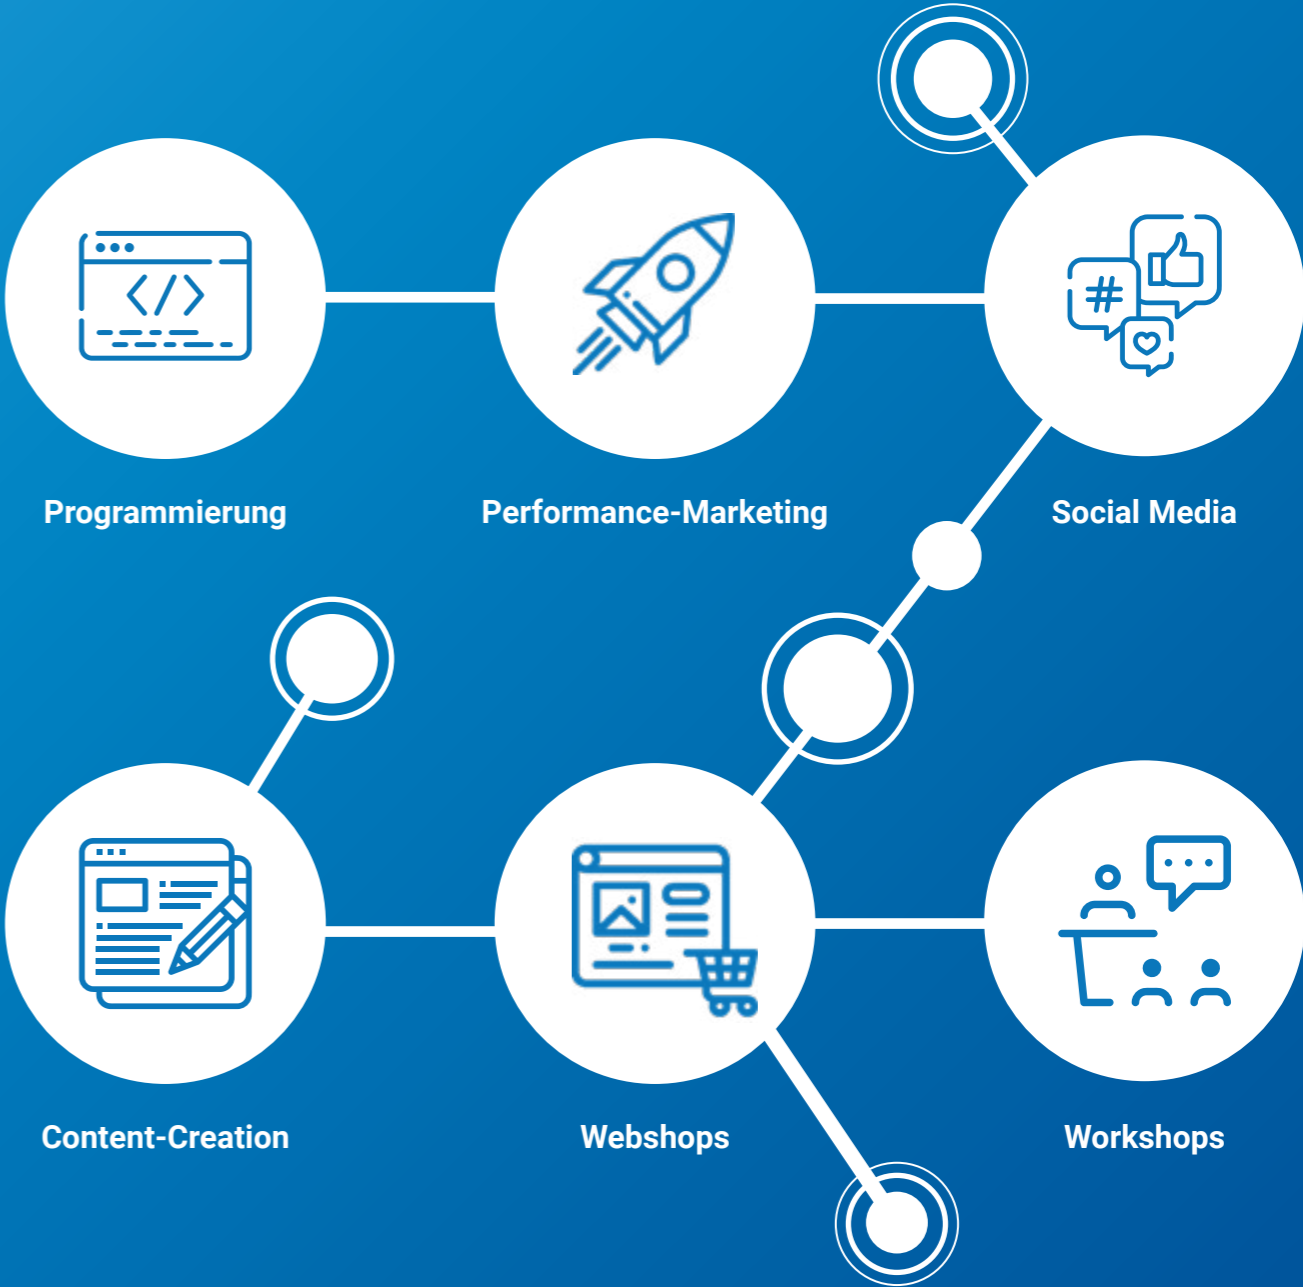 Programmierung
Performance-Marketing
Social Media
Content-Creation
Webshops
Workshops